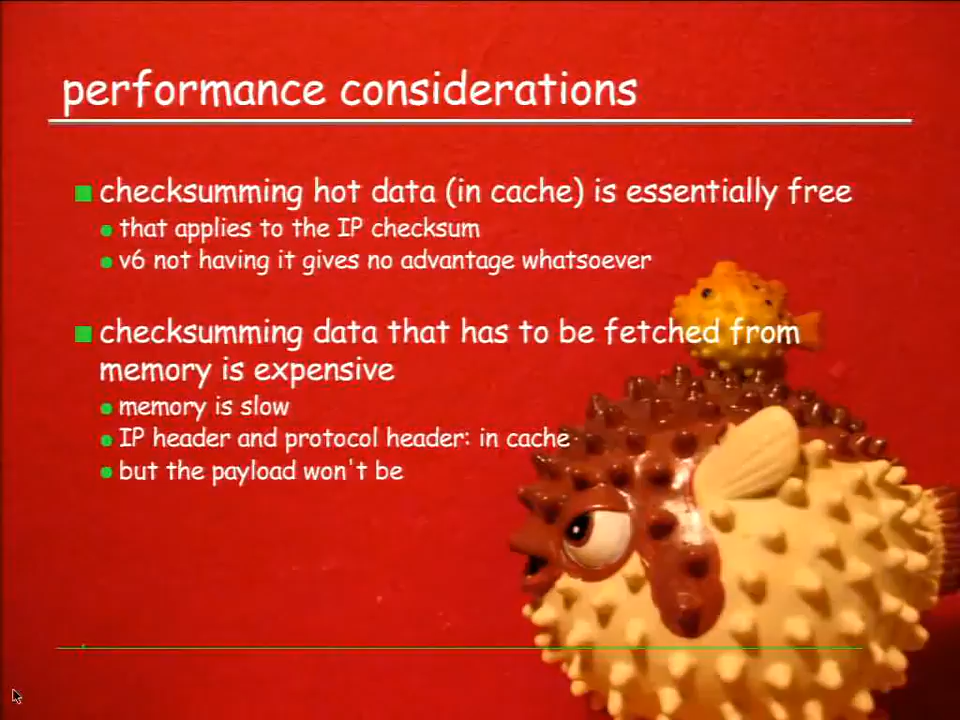 performance considerations
checksumming hot data (in cache) is essentially free
that applies to the IP checksum
v6 not having it gives no advantage whatsoever
checksumming data that has to be fetched from
memory is expensive
memory is slow
IP header and protocol header: in cache
but the payload won't be